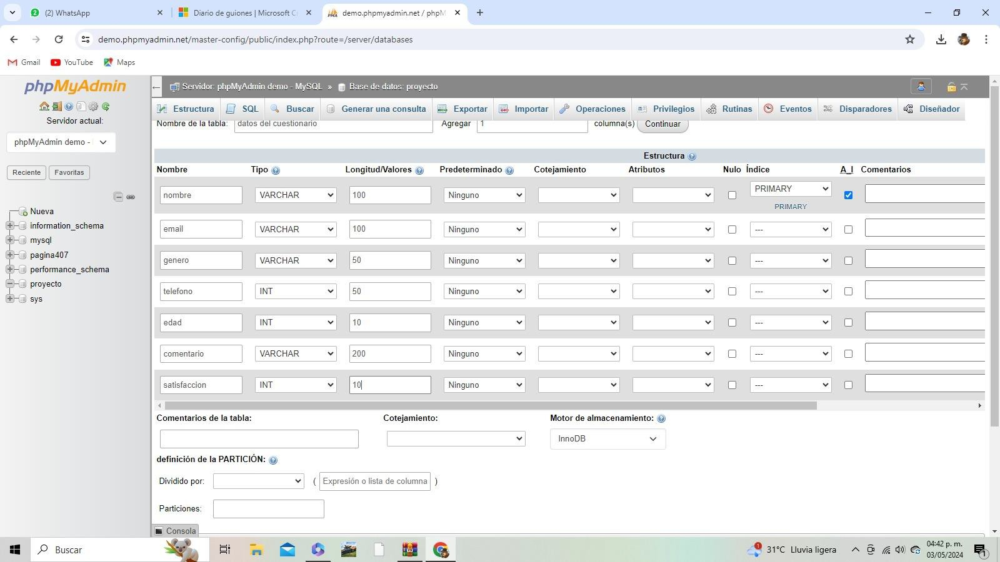 (2) WhatsApp
Diario de guiones | Microsoft C
demo.phpmyadmin.net / phpM
demo.phpmyadmin.net/master-config/public/index.php?route=/server/databases
Gmail YouTube Maps
phpMyAdmin
Servidor actual:
phpMyAdmin demo -
Reciente Favoritas
Nueva
information_schema
mysql
pagina407
performance_schema
proyecto
sys
Servidor: phpMyAdmin demo - MySQL » Base de datos: proyecto
Estructura SQL Buscar Generar una consulta Exportar Importar Operaciones Privilegios Rutinas Eventos Disparadores Diseñador
Nombre de la tabla: datos del cuestionario Agregar 1 columna(s) Continuar
Estructura
Nombre Tipo Longitud/Valores Predeterminado Cotejamiento Atributos Nulo Índice A_I Comentarios
nombre VARCHAR 100 Ninguno PRIMARY
PRIMARY
email VARCHAR 100 Ninguno ---
genero VARCHAR 50 Ninguno ---
telefono INT 50 Ninguno ---
edad INT 10 Ninguno ---
comentario VARCHAR 200 Ninguno ---
satisfaccion INT 10 Ninguno ---
Comentarios de la tabla: Cotejamiento: Motor de almacenamiento:
InnoDB
definición de la PARTICIÓN:
Dividido por: ( Expresión o lista de columna )
Particiones:
Consola
Buscar
31°C Lluvia ligera
04:42 p. m.
03/05/2024